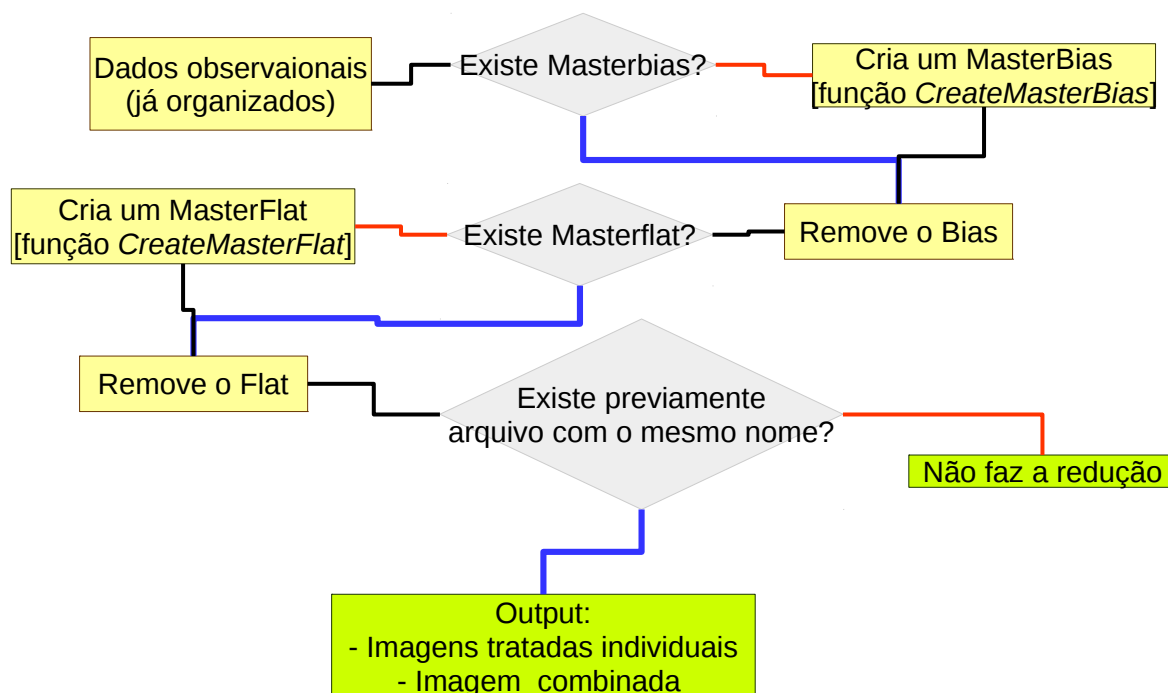 Dados observaionais
(já organizados)
Existe Masterbias?
Cria um MasterBias
[função CreateMasterBias]
Cria um MasterFlat
[função CreateMasterFlat]
Existe Masterflat?
Remove o Bias
Remove o Flat
Existe previamente
arquivo com o mesmo nome?
Não faz a redução
Output:
- Imagens tratadas individuais
- Imagem combinada